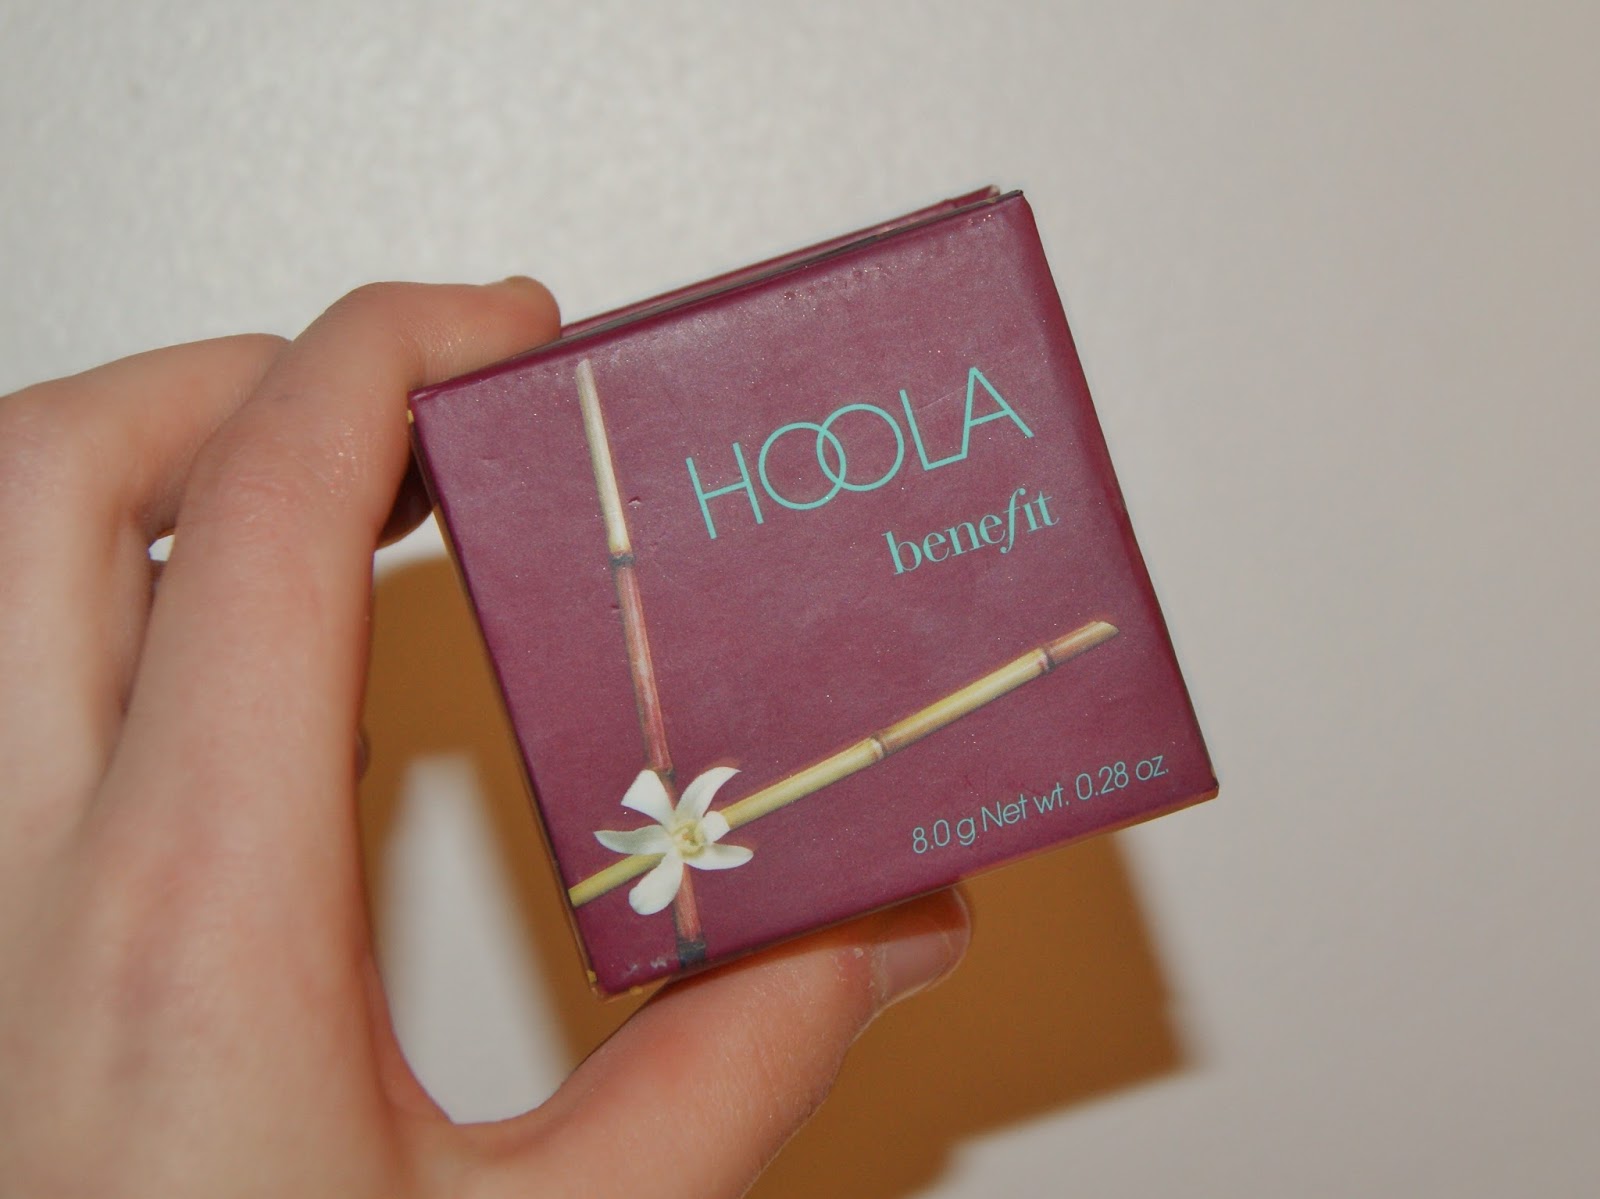 HOOLA
benefit
8.0 g Net wt. 0.28 oz.